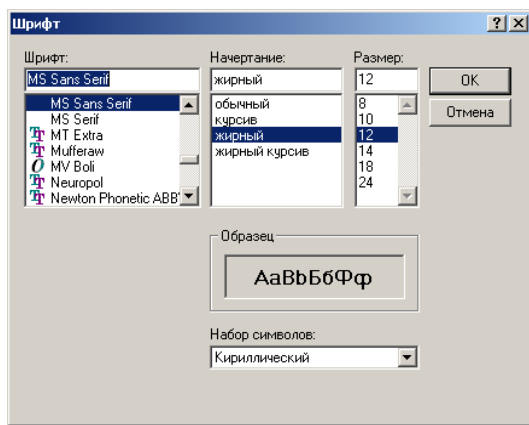 Шрифт
Шрифт:
MS Sans Serif
MS Sans Serif
MS Serif
MT Extra
Mufferaw
MV Boli
Neuropol
Newton Phonetic ABB
Начертание:
жирный
обычный
курсив
жирный
жирный курсив
Размер:
12
8
10
12
14
18
24
OK
Отмена
Образец
AaBbБбФф
Набор символов:
Кириллический